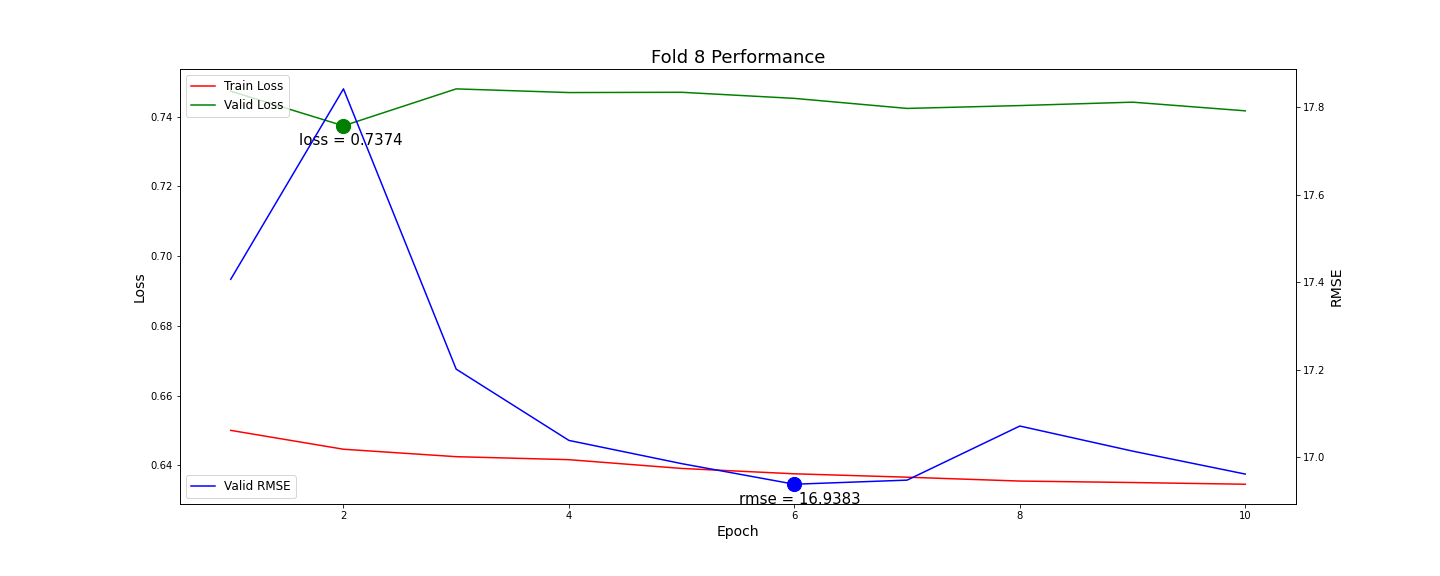 Fold 8 Performance
Train Loss
Valid Loss
loss = 0.7374
Valid RMSE
rmse = 16.9383
Loss
0.74
0.72
0.70
0.68
0.66
0.64
RMSE
17.8
17.6
17.4
17.2
17.0
2
4
6
8
10
Epoch